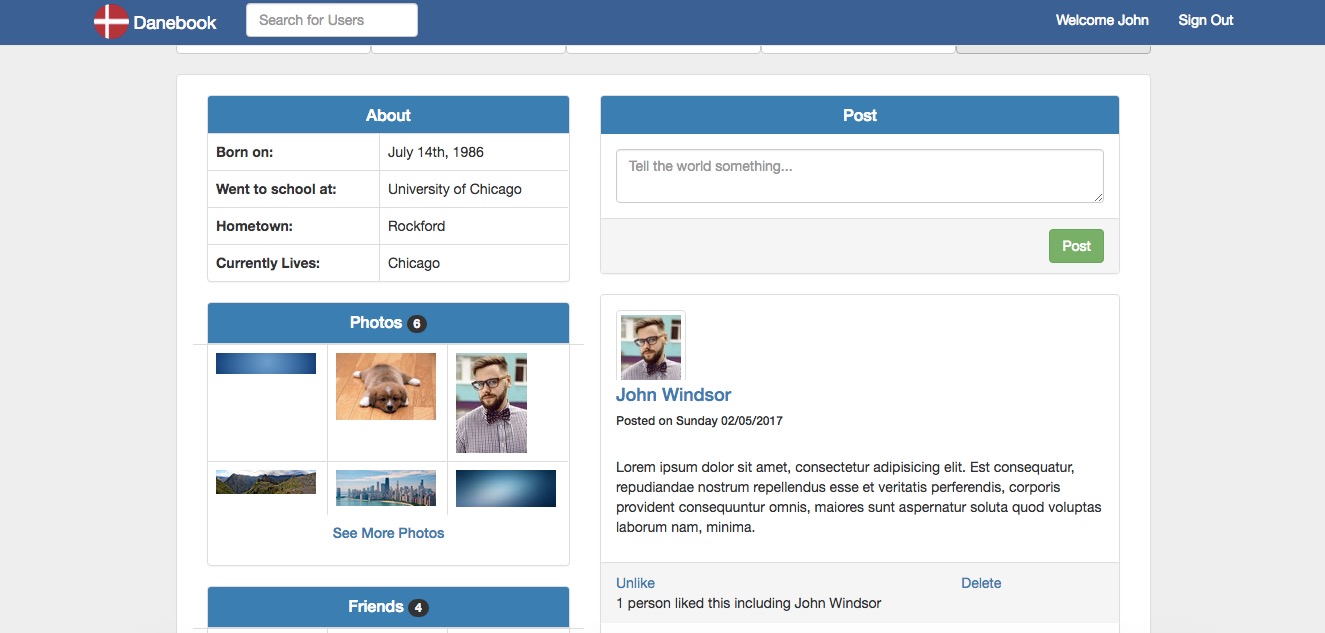 Danebook
Search for Users
Welcome John
Sign Out
About
Born on: July 14th, 1986
Went to school at: University of Chicago
Hometown: Rockford
Currently Lives: Chicago
Photos 6
See More Photos
Friends 4
Post
Tell the world something...
Post
John Windsor
Posted on Sunday 02/05/2017
Lorem ipsum dolor sit amet, consectetur adipisicing elit. Est consequatur,
repudiandae nostrum repellendus esse et veritatis perferendis, corporis
provident consequuntur omnis, maiores sunt aspernatur soluta quod voluptas
laborum nam, minima.
Unlike
Delete
1 person liked this including John Windsor